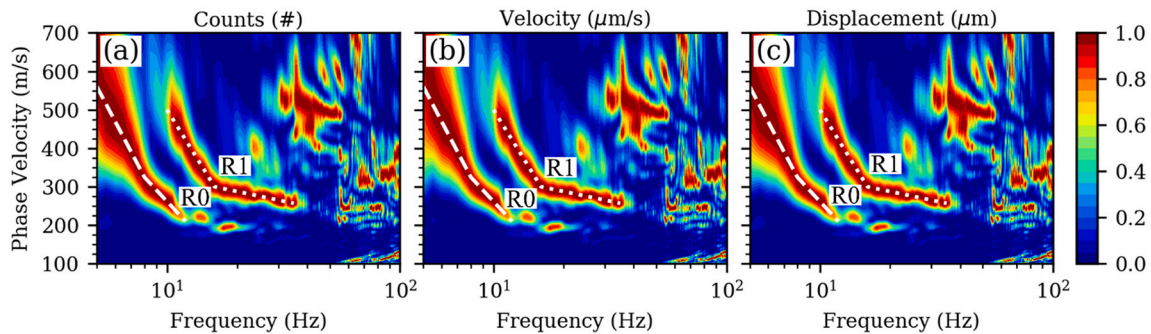 Counts (#) Velocity (μm/s) Displacement (μm)
700 (a) (b) (c) 1.0
600
0.8
500
0.6
400
R1 R1 R1
0.4
300
R0 R0 R0
200
0.2
100 0.0
10¹ 10² 10¹ 10² 10¹ 10²
Frequency (Hz) Frequency (Hz) Frequency (Hz)
Phase Velocity (m/s)